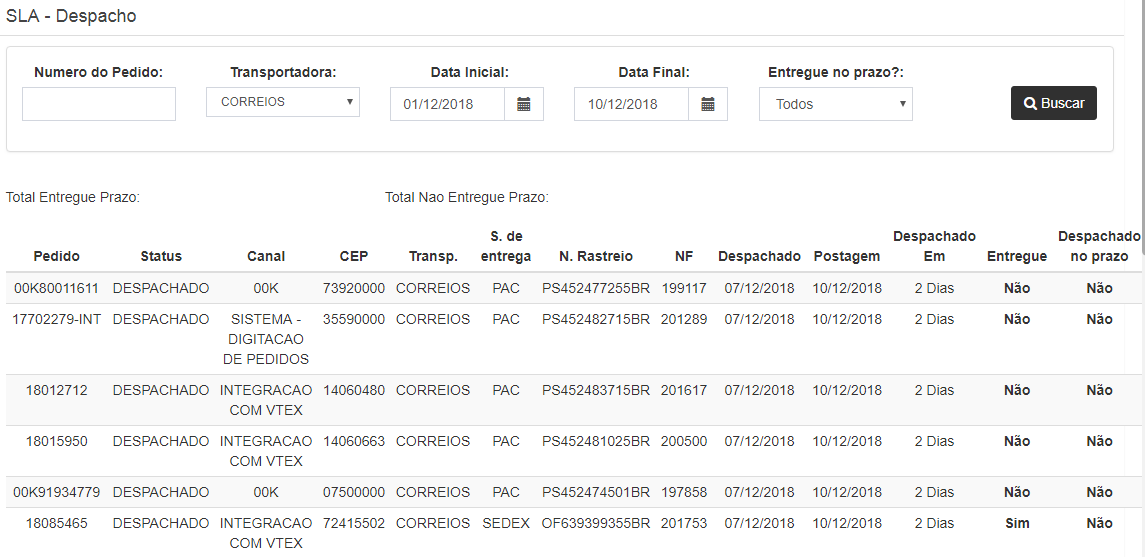 SLA - Despacho
Numero do Pedido: Transportadora: Data Inicial: Data Final: Entregue no prazo?:
CORREIOS 01/12/2018 10/12/2018 Todos Buscar
Total Entregue Prazo: Total Nao Entregue Prazo:
Pedido Status Canal CEP Transp. S. de entrega N. Rastreio NF Despachado Postagem Despachado Em Entregue Despachado no prazo
00K80011611 DESPACHADO 00K 73920000 CORREIOS PAC PS452477255BR 199117 07/12/2018 10/12/2018 2 Dias Não Não
17702279-INT DESPACHADO SISTEMA - DIGITACAO DE PEDIDOS 35590000 CORREIOS PAC PS452482715BR 201289 07/12/2018 10/12/2018 2 Dias Não Não
18012712 DESPACHADO INTEGRACAO COM VTEX 14060480 CORREIOS PAC PS452483715BR 201617 07/12/2018 10/12/2018 2 Dias Não Não
18015950 DESPACHADO INTEGRACAO COM VTEX 14060663 CORREIOS PAC PS452481025BR 200500 07/12/2018 10/12/2018 2 Dias Não Não
00K91934779 DESPACHADO 00K 07500000 CORREIOS PAC PS452474501BR 197858 07/12/2018 10/12/2018 2 Dias Não Não
18085465 DESPACHADO INTEGRACAO COM VTEX 72415502 CORREIOS SEDEX OF639399355BR 201753 07/12/2018 10/12/2018 2 Dias Sim Não